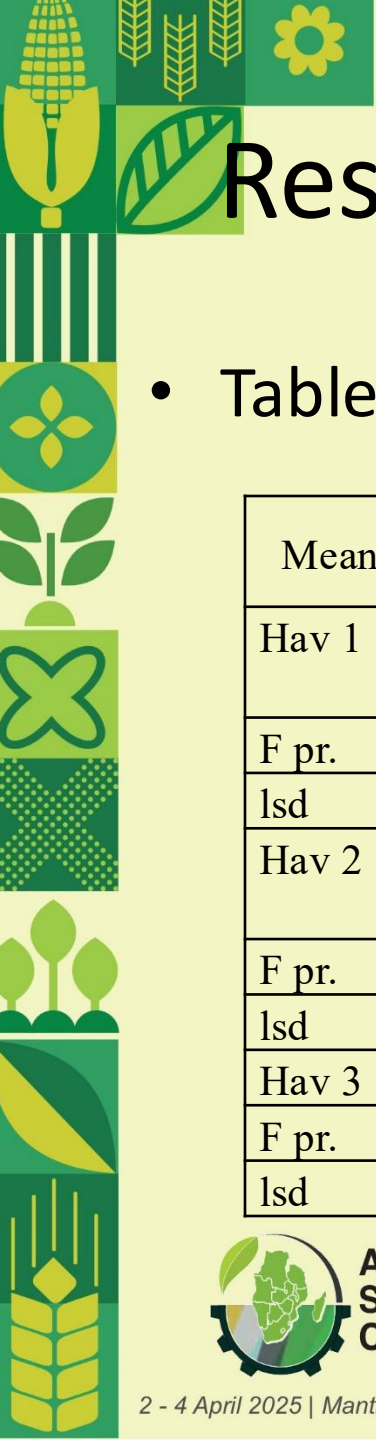 Res
• Table
Mean
Hav 1
F pr.
lsd
Hav 2
F pr.
lsd
Hav 3
F pr.
lsd
A
S
C
2 - 4 April 2025 | Mant